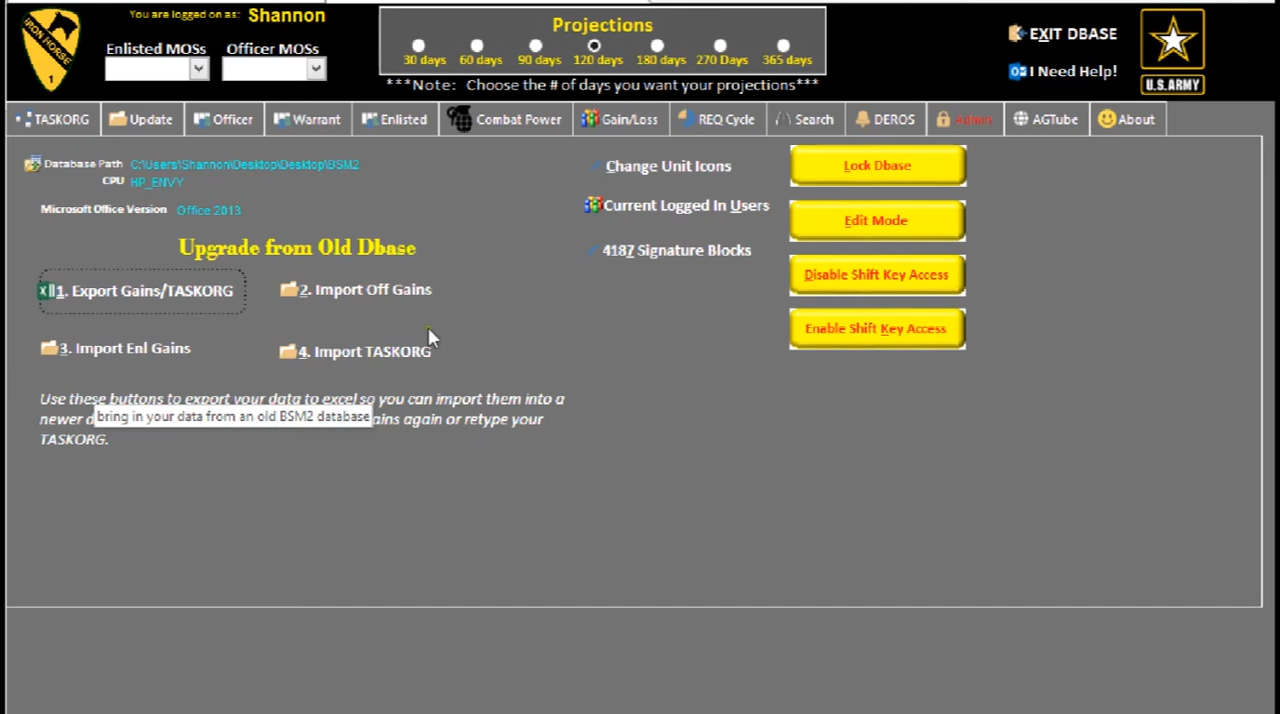 You are logged on as: Shannon
IRON HORSE
1
Enlisted MOSs
Officer MOSs
Projections
30 days
60 days
90 days
120 days
180 days
270 Days
365 days
***Note: Choose the # of days you want your projections***
EXIT DBASE
I Need Help!
U.S.ARMY
TASKORG
Update
Officer
Warrant
Enlisted
Combat Power
Gain/Loss
REQ Cycle
Search
DEROS
Admin
AGTube
About
Database Path C:\Users\Shannon\Desktop\Desktop\BSM2
CPU HP_ENVY
Microsoft Office Version Office 2013
Upgrade from Old Dbase
1. Export Gains/TASKORG
2. Import Off Gains
3. Import Enl Gains
4. Import TASKORG
Use these buttons to export your data to excel so you can import them into a
newer d
bring in your data from an old BSM2 database
ains again or retype your
TASKORG.
Change Unit Icons
Current Logged In Users
4187 Signature Blocks
Lock Dbase
Edit Mode
Disable Shift Key Access
Enable Shift Key Access